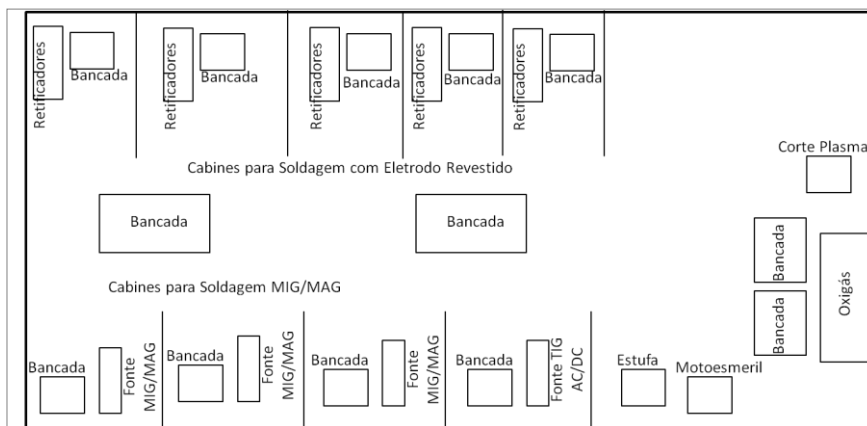 Retificadores
Bancada
Retificadores
Bancada
Retificadores
Bancada
Retificadores
Bancada
Retificadores
Bancada
Corte Plasma
Cabines para Soldagem com Eletrodo Revestido
Bancada
Bancada
Bancada
Bancada
Oxigás
Cabines para Soldagem MIG/MAG
Bancada
Fonte
MIG/MAG
Bancada
Fonte
MIG/MAG
Bancada
Fonte
MIG/MAG
Bancada
Fonte TIG
AC/DC
Estufa
Motoesmeril